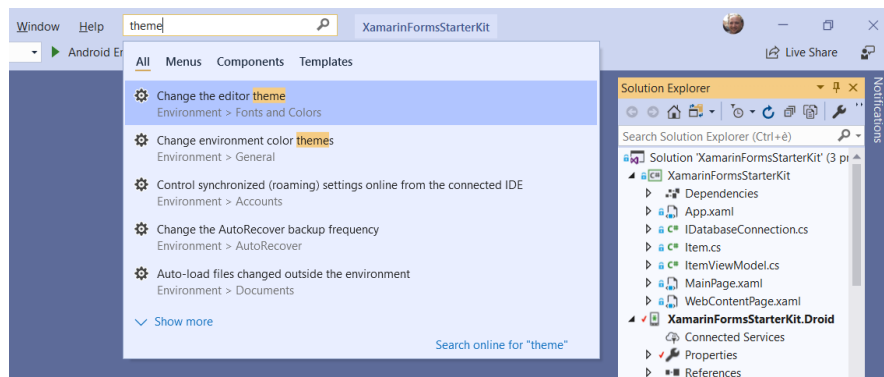 Window Help theme XamarinFormsStarterKit
Android Er Live Share
All Menus Components Templates
Change the editor theme
Environment > Fonts and Colors
Change environment color themes
Environment > General
Control synchronized (roaming) settings online from the connected IDE
Environment > Accounts
Change the AutoRecover backup frequency
Environment > AutoRecover
Auto-load files changed outside the environment
Environment > Documents
Show more
Search online for "theme"
Solution Explorer
Search Solution Explorer (Ctrl+è)
Solution 'XamarinFormsStarterKit' (3 pr
C# XamarinFormsStarterKit
Dependencies
App.xaml
C# IDatabaseConnection.cs
C# Item.cs
C# ItemViewModel.cs
MainPage.xaml
WebContentPage.xaml
XamarinFormsStarterKit.Droid
Connected Services
Properties
References
Notifications